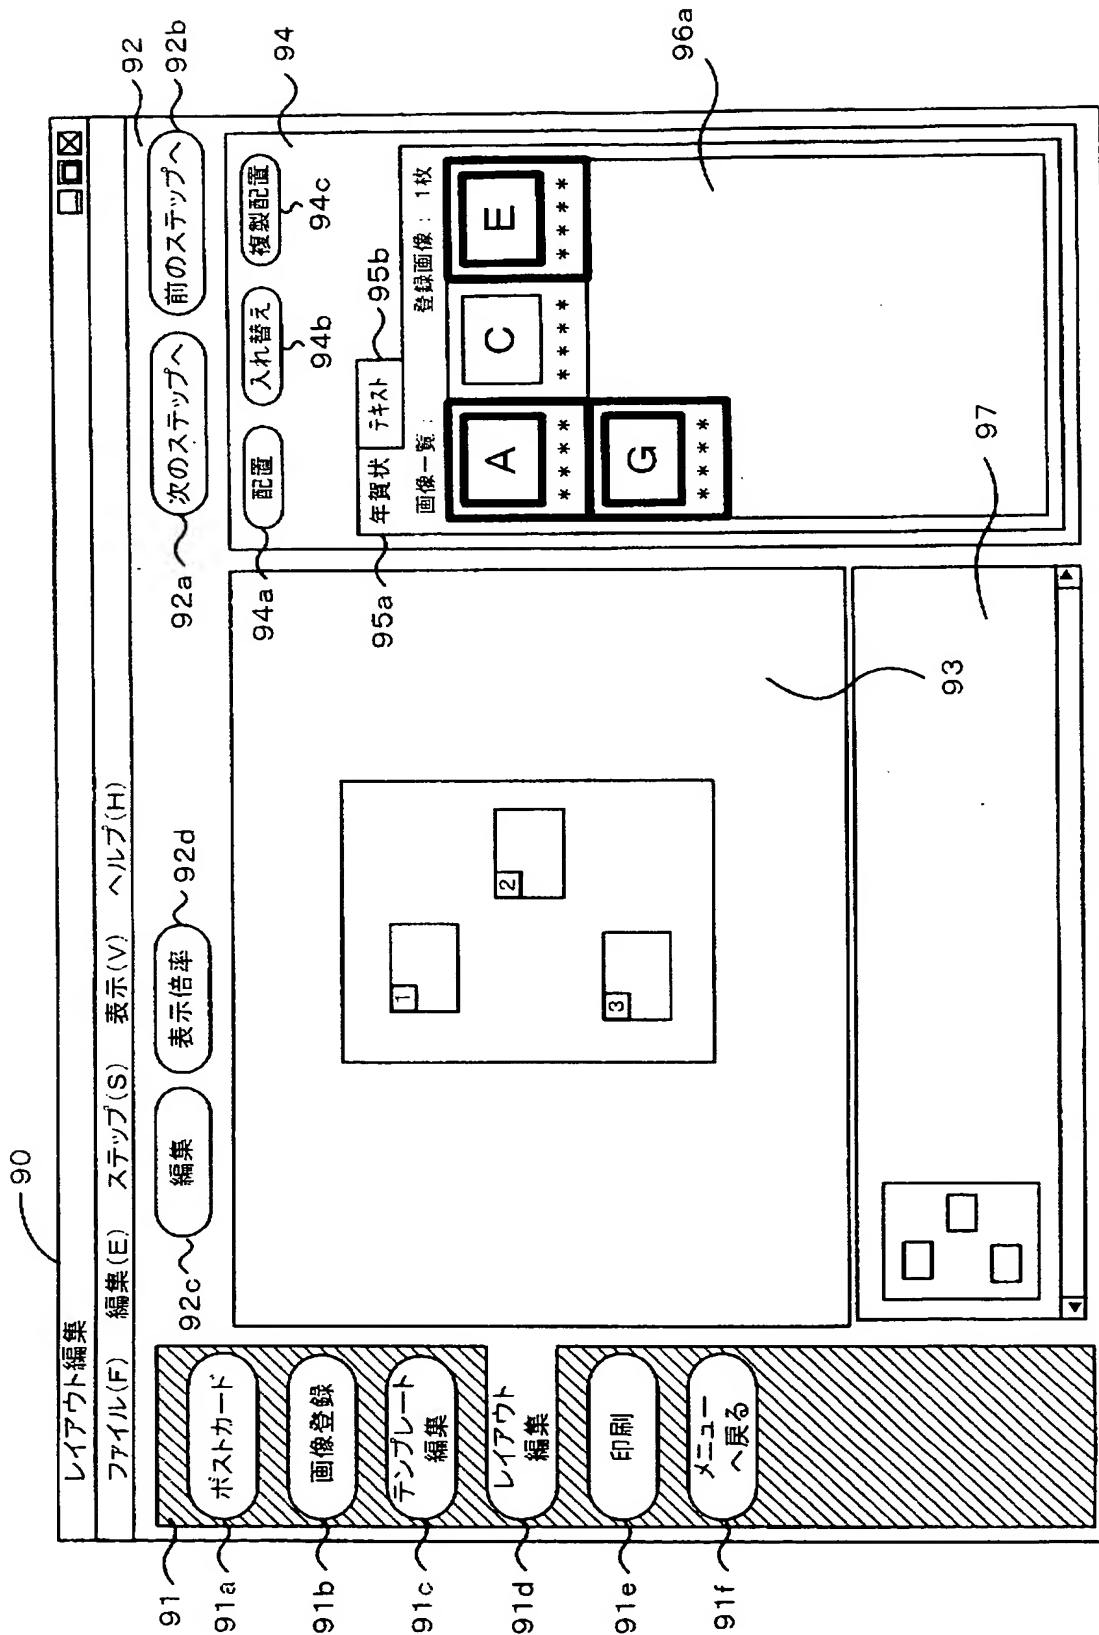 90
レイアウト編集
ファイル(F) 編集(E) ステップ(S) 表示(V) ヘルプ(H)
92
92c 編集 表示倍率 92d
92a 次のステップへ 前のステップへ 92b
91
91a ポストカード
91b 画像登録
91c テンプレート
編集
91d レイアウト
編集
91e 印刷
91f メニュー
へ戻る
1
2
3
93
94
94a 配置 入れ替え 複製配置
94b
94c
95a 年賀状 テキスト 95b
画像一覧: 登録画像:1枚
A C E
**** **** ****
G
****
96a
97